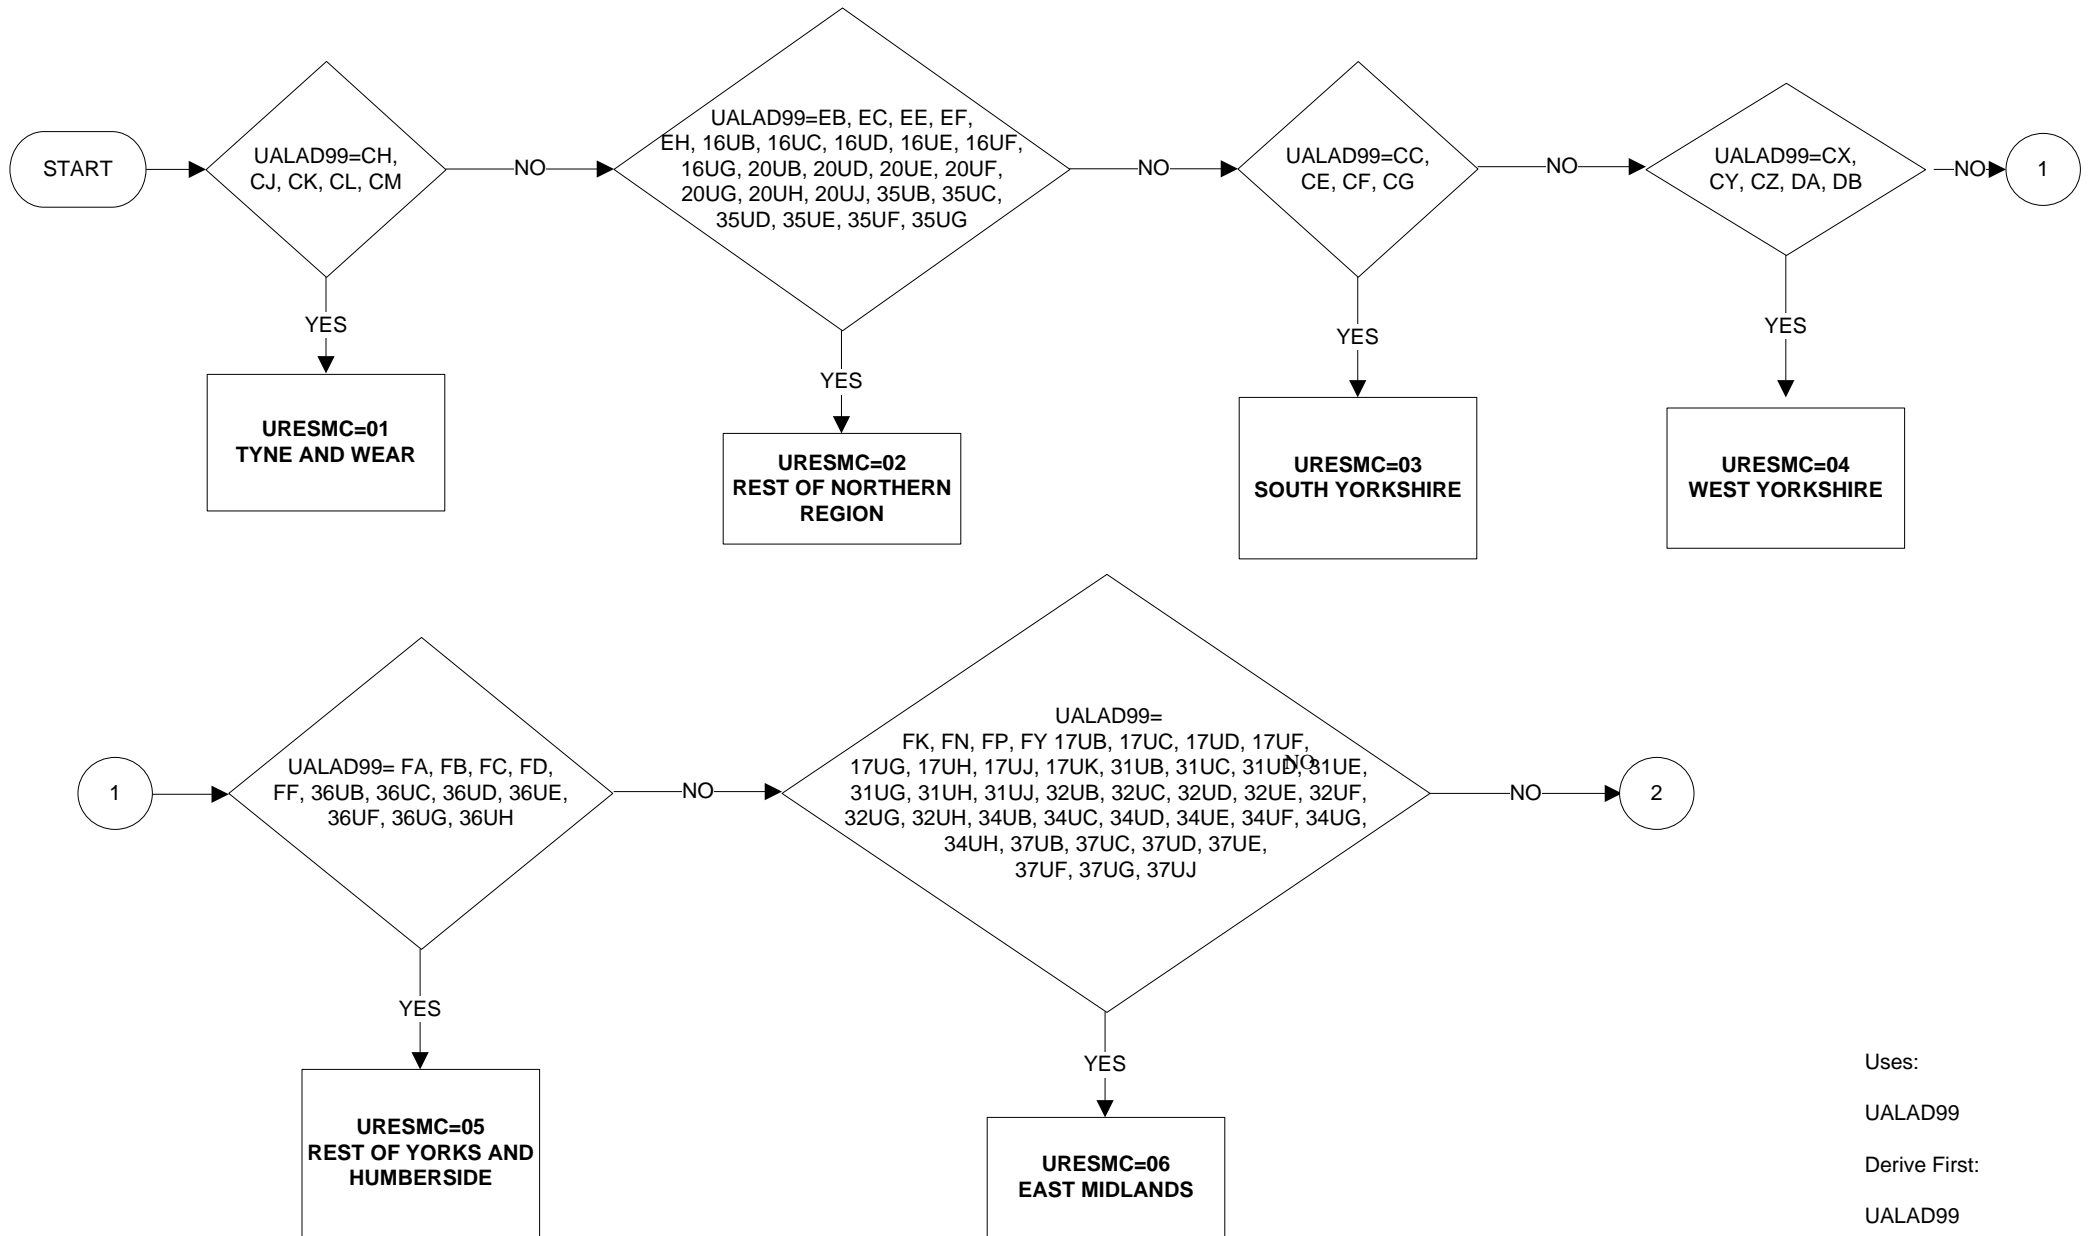 START
UALAD99=CH,
CJ, CK, CL, CM
NO
UALAD99=EB, EC, EE, EF,
EH, 16UB, 16UC, 16UD, 16UE, 16UF,
16UG, 20UB, 20UD, 20UE, 20UF,
20UG, 20UH, 20UJ, 35UB, 35UC,
35UD, 35UE, 35UF, 35UG
NO
UALAD99=CC,
CE, CF, CG
NO
UALAD99=CX,
CY, CZ, DA, DB
NO
1
YES
YES
YES
YES
URESMC=01
TYNE AND WEAR
URESMC=02
REST OF NORTHERN
REGION
URESMC=03
SOUTH YORKSHIRE
URESMC=04
WEST YORKSHIRE
1
UALAD99= FA, FB, FC, FD,
FF, 36UB, 36UC, 36UD, 36UE,
36UF, 36UG, 36UH
NO
UALAD99=
FK, FN, FP, FY 17UB, 17UC, 17UD, 17UF,
17UG, 17UH, 17UJ, 17UK, 31UB, 31UC, 31UD, 31UE,
NO
31UG, 31UH, 31UJ, 32UB, 32UC, 32UD, 32UE, 32UF,
32UG, 32UH, 34UB, 34UC, 34UD, 34UE, 34UF, 34UG,
34UH, 37UB, 37UC, 37UD, 37UE,
37UF, 37UG, 37UJ
NO
2
YES
YES
URESMC=05
REST OF YORKS AND
HUMBERSIDE
URESMC=06
EAST MIDLANDS
Uses:
UALAD99
Derive First:
UALAD99